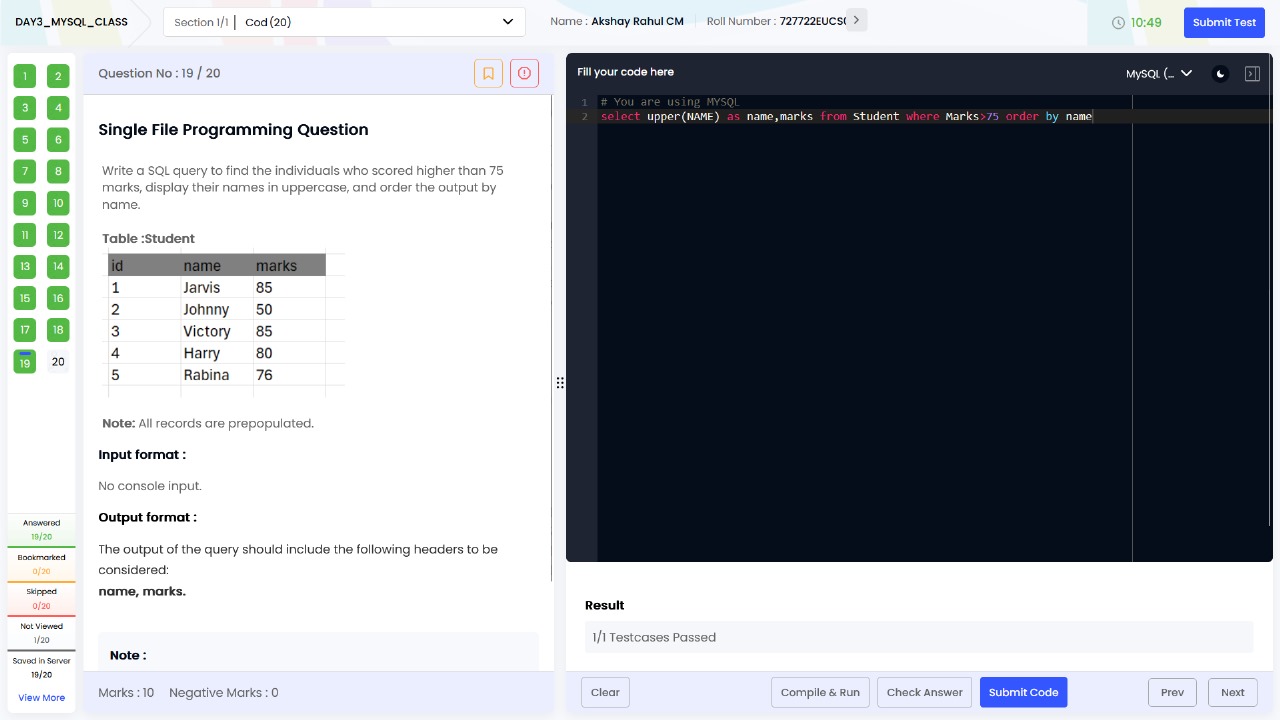 DAY3_MYSQL_CLASS
Section 1/1 | Cod (20)
Name : Akshay Rahul CM
Roll Number : 727722EUCS
10:49
Submit Test
1 2
3 4
5 6
7 8
9 10
11 12
13 14
15 16
17 18
19 20
Answered
19/20
Bookmarked
0/20
Skipped
0/20
Not Viewed
1/20
Saved in Server
19/20
View More
Question No : 19 / 20
Single File Programming Question
Write a SQL query to find the individuals who scored higher than 75
marks, display their names in uppercase, and order the output by
name.
Table :Student
id name marks
1 Jarvis 85
2 Johnny 50
3 Victory 85
4 Harry 80
5 Rabina 76
Note: All records are prepopulated.
Input format :
No console input.
Output format :
The output of the query should include the following headers to be
considered:
name, marks.
Note :
Marks : 10 Negative Marks : 0
Fill your code here
MySQL (...
1 # You are using MYSQL
2 select upper(NAME) as name,marks from Student where Marks>75 order by name
Result
1/1 Testcases Passed
Clear
Compile & Run
Check Answer
Submit Code
Prev
Next